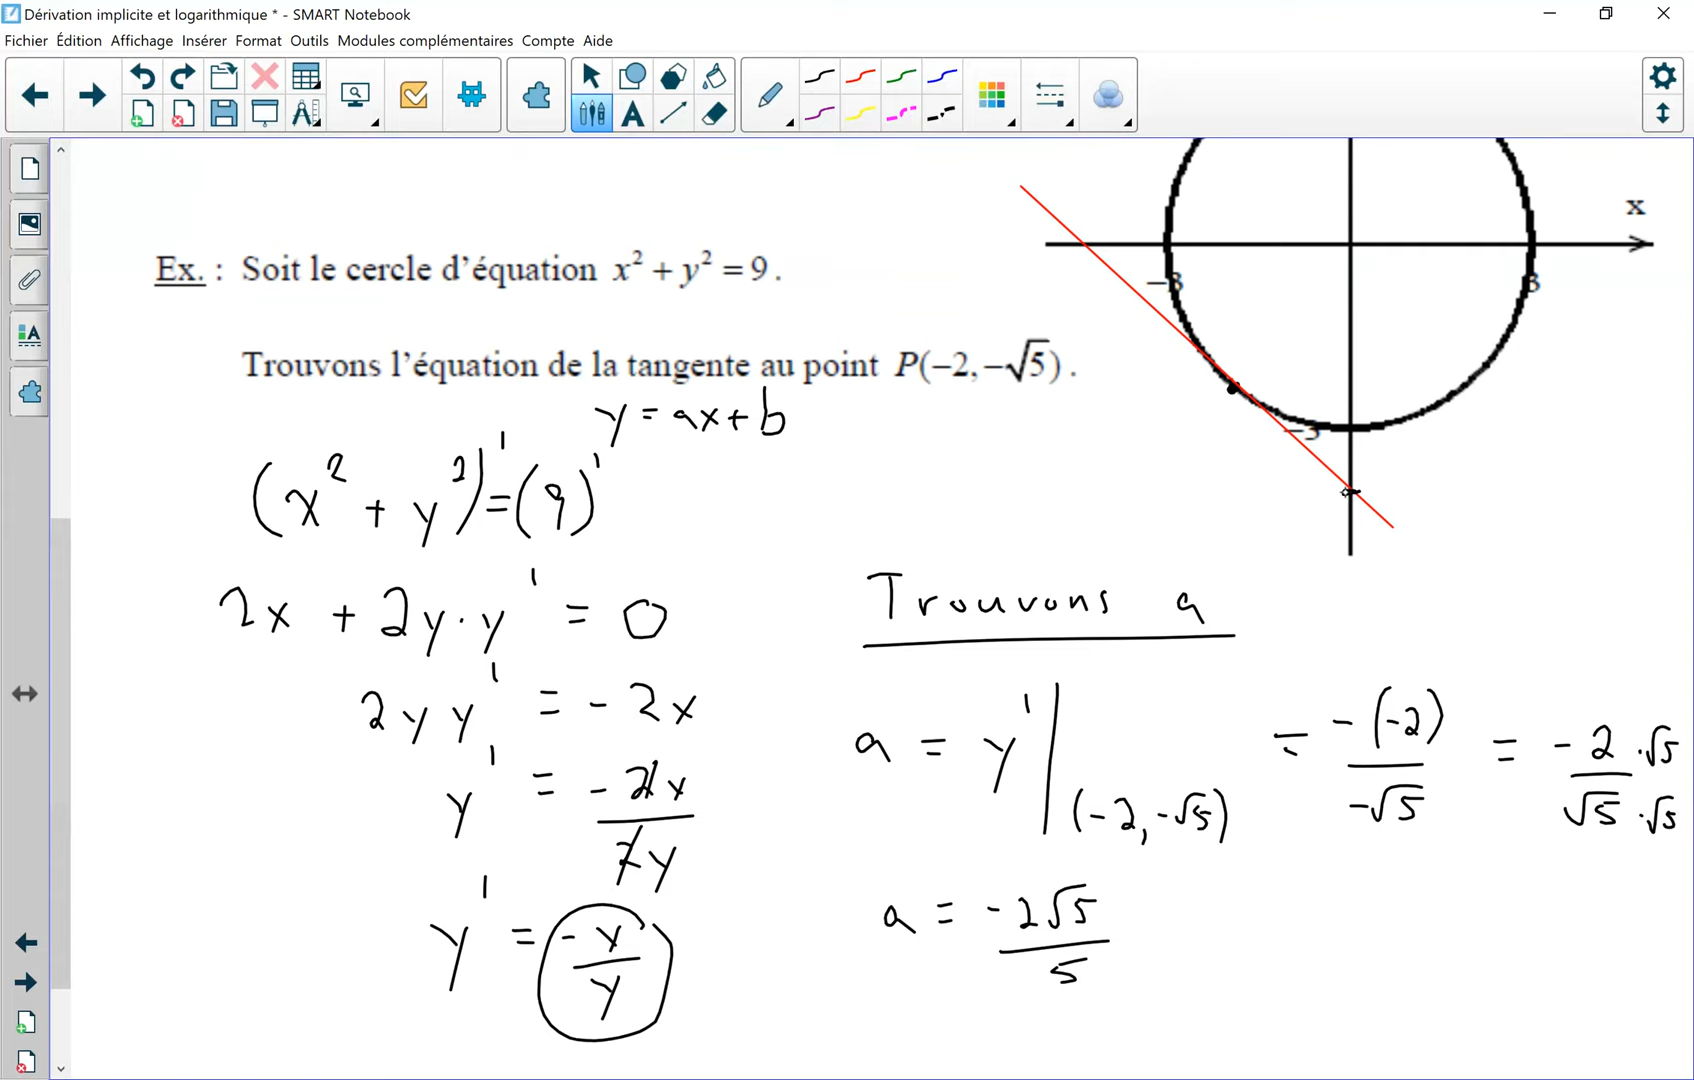 Dérivation implicite et logarithmique * - SMART Notebook
Fichier Édition Affichage Insérer Format Outils Modules complémentaires Compte Aide
x
-3 3
-3
Ex. : Soit le cercle d'équation x² + y² = 9.
Trouvons l'équation de la tangente au point P(−2, −√5).
y = ax + b
(x² + y²)' = (9)'
2x + 2y·y' = 0
2yy' = -2x
y' = -2x/2y
y' = -x/y
Trouvons a
a = y'|(-2, -√5) = -(-2)/-√5 = -2·√5/√5·√5
a = -2√5/5